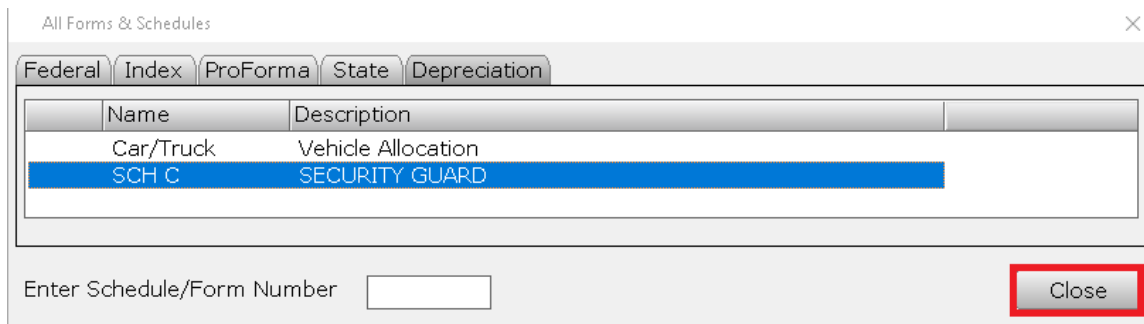 All Forms & Schedules
Federal Index ProForma State Depreciation
Name Description
Car/Truck Vehicle Allocation
SCH C SECURITY GUARD
Enter Schedule/Form Number Close